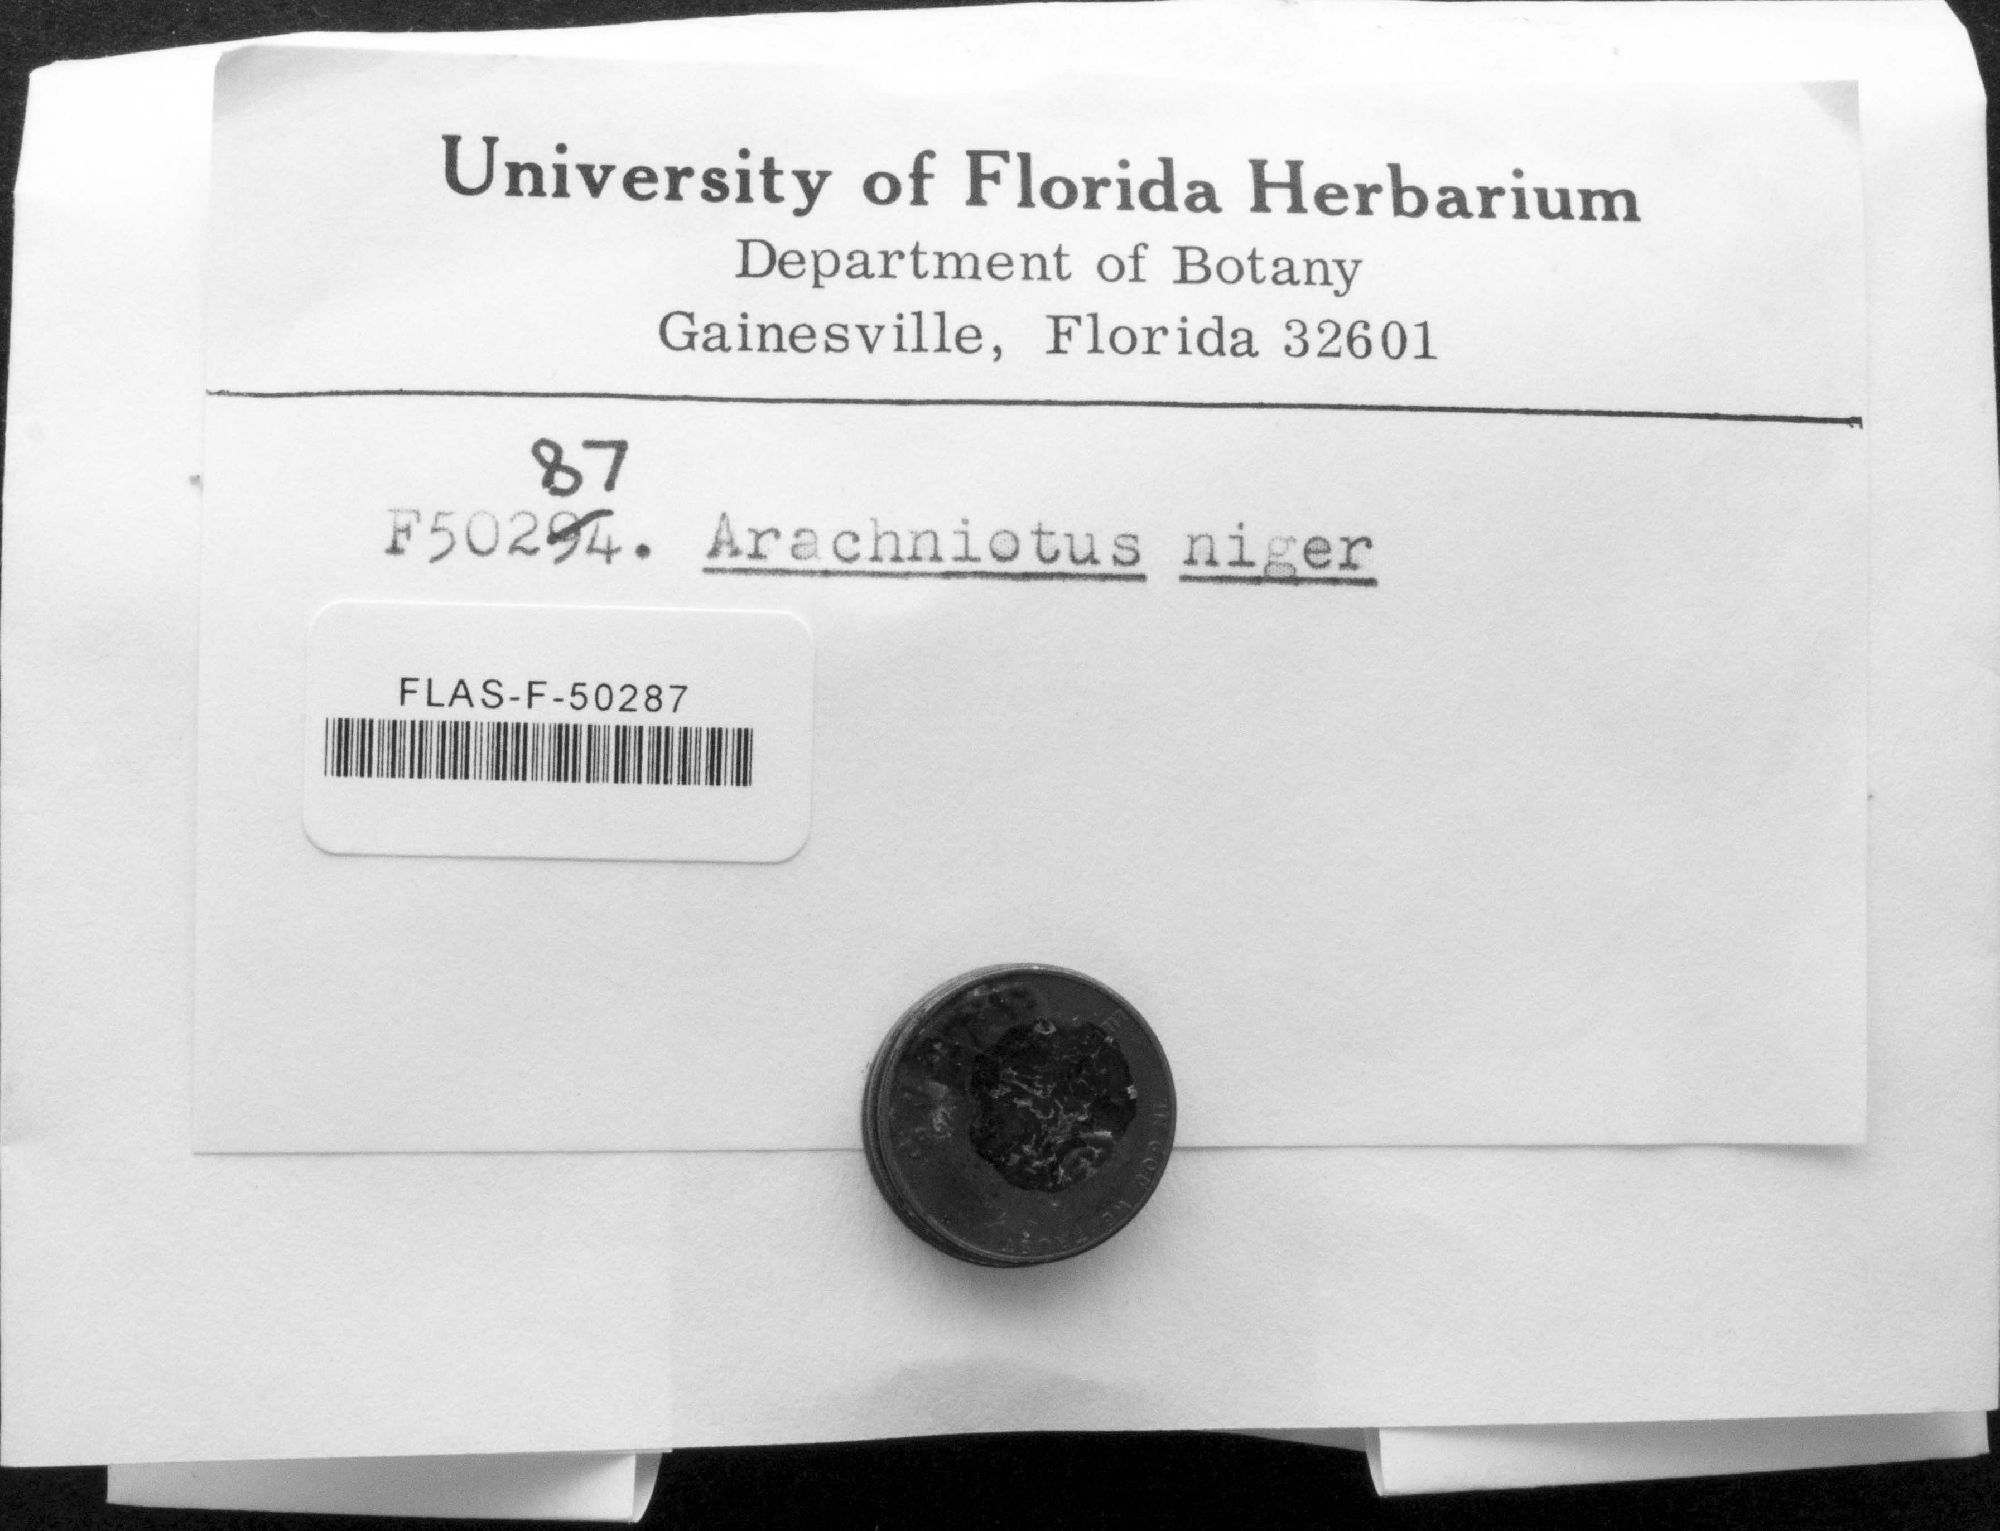 University of Florida Herbarium
Department of Botany
Gainesville, Florida 32601
87
F50294. Arachniotus niger
FLAS-F-50287